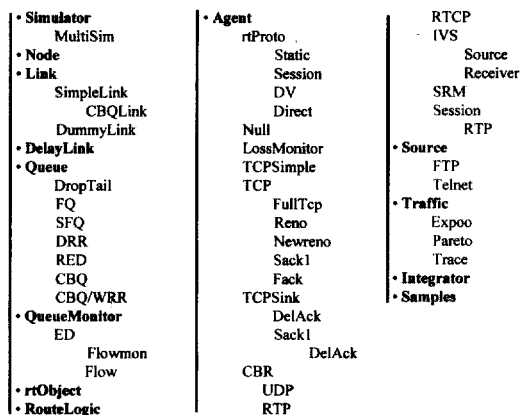 • Simulator
MultiSim
• Node
• Link
SimpleLink
CBQLink
DummyLink
• DelayLink
• Queue
DropTail
FQ
SFQ
DRR
RED
CBQ
CBQ/WRR
• QueueMonitor
ED
Flowmon
Flow
• rtObject
• RouteLogic
• Agent
rtProto
Static
Session
DV
Direct
Null
LossMonitor
TCPSimple
TCP
FullTcp
Reno
Newreno
Sack1
Fack
TCPSink
DelAck
Sack1
DelAck
CBR
UDP
RTP
RTCP
IVS
Source
Receiver
SRM
Session
RTP
• Source
FTP
Telnet
• Traffic
Expoo
Pareto
Trace
• Integrator
• Samples